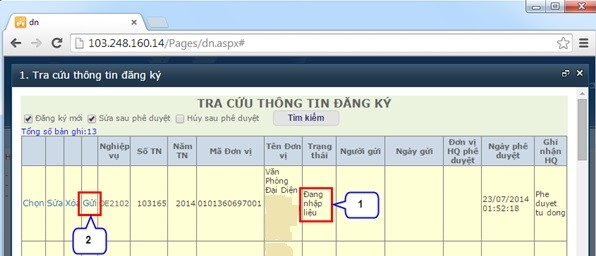 dn
103.248.160.14/Pages/dn.aspx#
1. Tra cứu thông tin đăng ký
TRA CỨU THÔNG TIN ĐĂNG KÝ
Đăng ký mới Sửa sau phê duyệt Hủy sau phê duyệt Tìm kiếm
Tổng số bản ghi:13
Nghiệp vụ Số TN Năm TN Mã Đơn vị Tên Đơn vị Trạng thái Người gửi Ngày gửi Đơn vị HQ phê duyệt Ngày phê duyệt Ghi nhận HQ
Chọn Sửa Xóa Gửi OE2102 103165 2014 0101360697001 Văn Phòng Đại Diện Đang nhập liệu 23/07/2014 01:52:18 Phe duyet tu dong
1
2